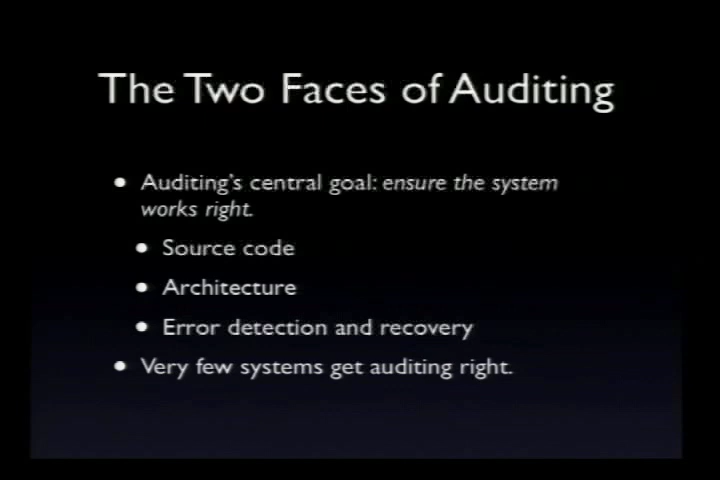 The Two Faces of Auditing
• Auditing's central goal: ensure the system
works right.
• Source code
• Architecture
• Error detection and recovery
• Very few systems get auditing right.